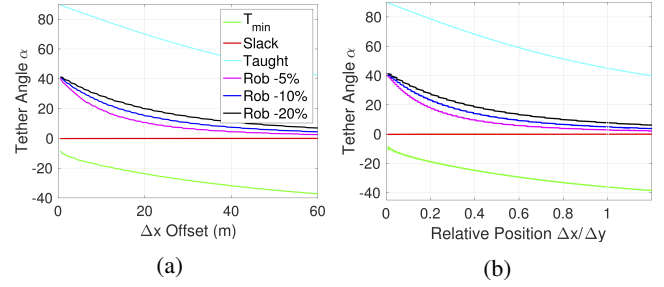 80
60
40
20
0
-20
-40
Tether Angle α
T_min
Slack
Taught
Rob -5%
Rob -10%
Rob -20%
0 20 40 60
Δx Offset (m)
(a)
80
60
40
20
0
-20
-40
Tether Angle α
0 0.2 0.4 0.6 0.8 1
Relative Position Δx/Δy
(b)